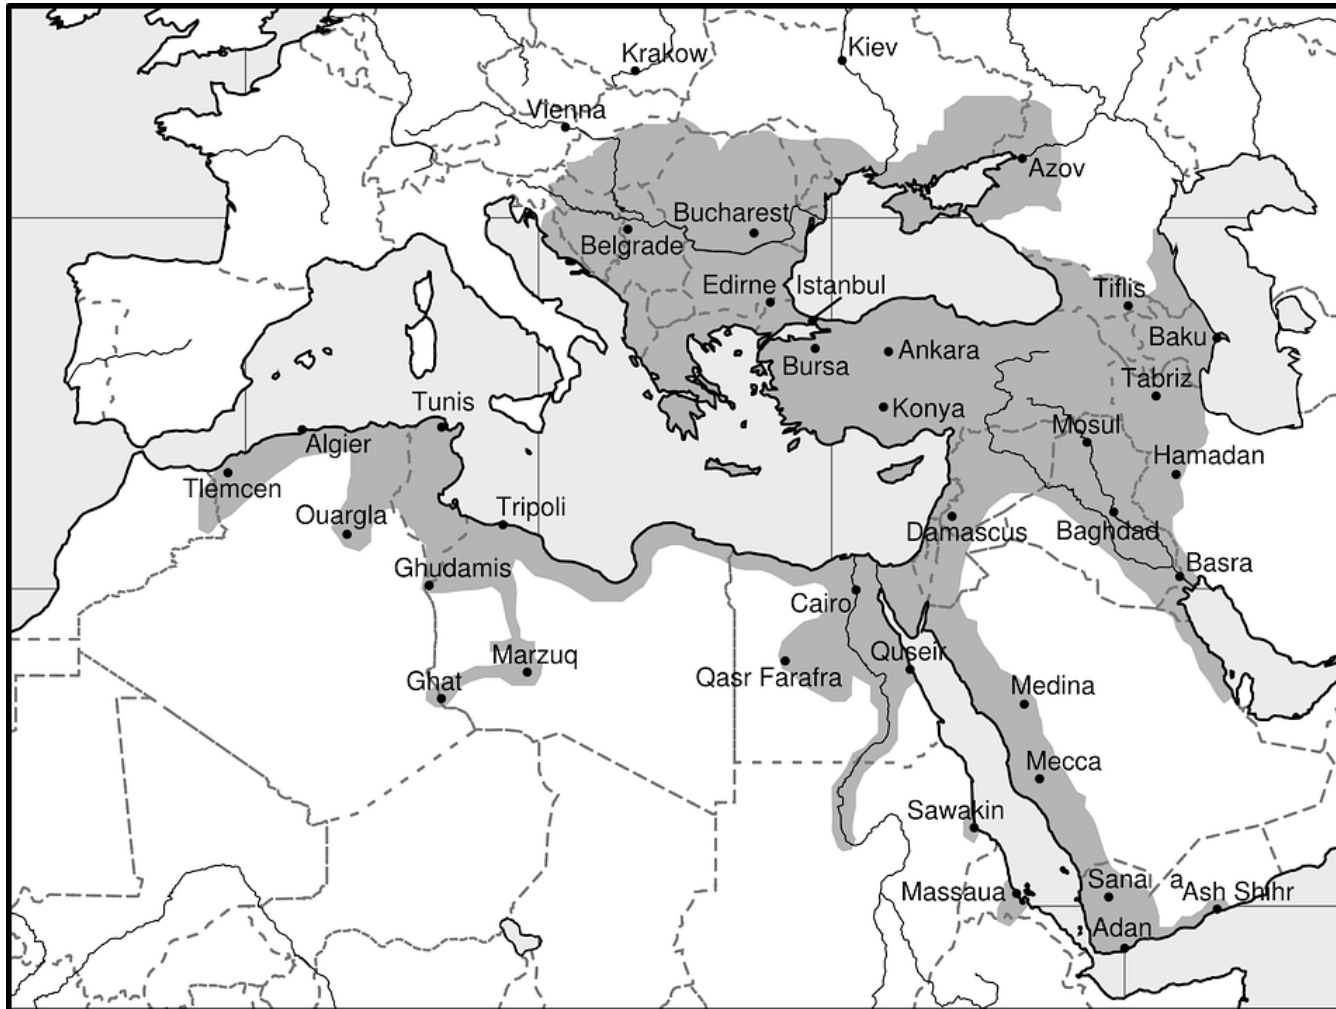 Krakow
Kiev
Vienna
Azov
Bucharest
Belgrade
Edirne
Istanbul
Tiflis
Baku
Bursa
Ankara
Tabriz
Tunis
Konya
Algier
Mosul
Hamadan
Tlemcen
Ouargla
Tripoli
Damascus
Baghdad
Ghudamis
Basra
Cairo
Marzuq
Quseir
Ghat
Qasr Farafra
Medina
Mecca
Sawakin
Massaua
Sana a
Ash Shihr
Adan